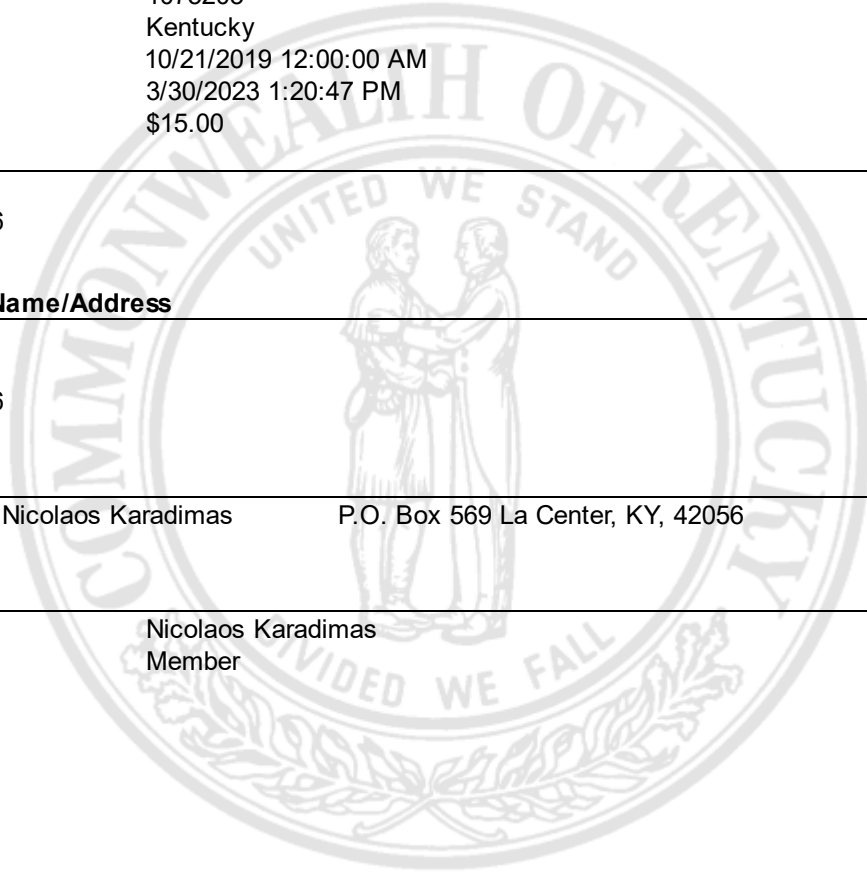 Kentucky
10/21/2019 12:00:00 AM
3/30/2023 1:20:47 PM
$15.00
6
Name/Address
6
Nicolaos Karadimas P.O. Box 569 La Center, KY, 42056
Nicolaos Karadimas
Member
COMMONWEALTH OF KENTUCKY
UNITED WE STAND
DIVIDED WE FALL